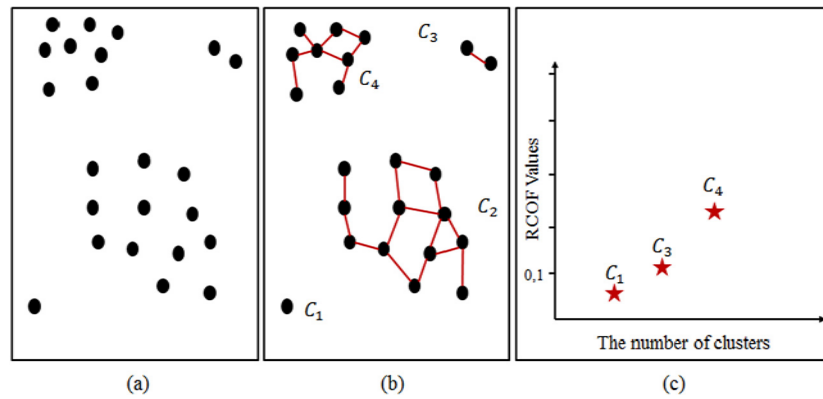 C₃
C₄
C₂
C₁
RCOF Values
0,1
C₁
C₃
C₄
The number of clusters
(a)
(b)
(c)